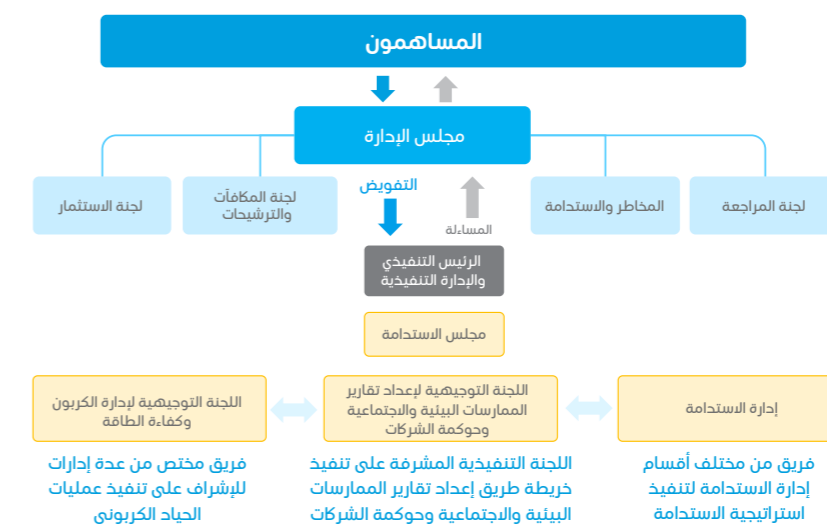 المساهمون
مجلس الإدارة
لجنة المراجعة
المخاطر والاستدامة
لجنة المكافآت
والترشيحات
لجنة الاستثمار
التفويض
المساءلة
الرئيس التنفيذي
والإدارة التنفيذية
مجلس الاستدامة
إدارة الاستدامة
اللجنة التوجيهية لإعداد تقارير
الممارسات البيئية والاجتماعية
وحوكمة الشركات
اللجنة التوجيهية لإدارة الكربون
وكفاءة الطاقة
فريق من مختلف أقسام
إدارة الاستدامة لتنفيذ
استراتيجية الاستدامة
اللجنة التنفيذية المشرفة على تنفيذ
خريطة طريق إعداد تقارير الممارسات
البيئية والاجتماعية وحوكمة الشركات
فريق مختص من عدة إدارات
للإشراف على تنفيذ عمليات
الحياد الكربوني